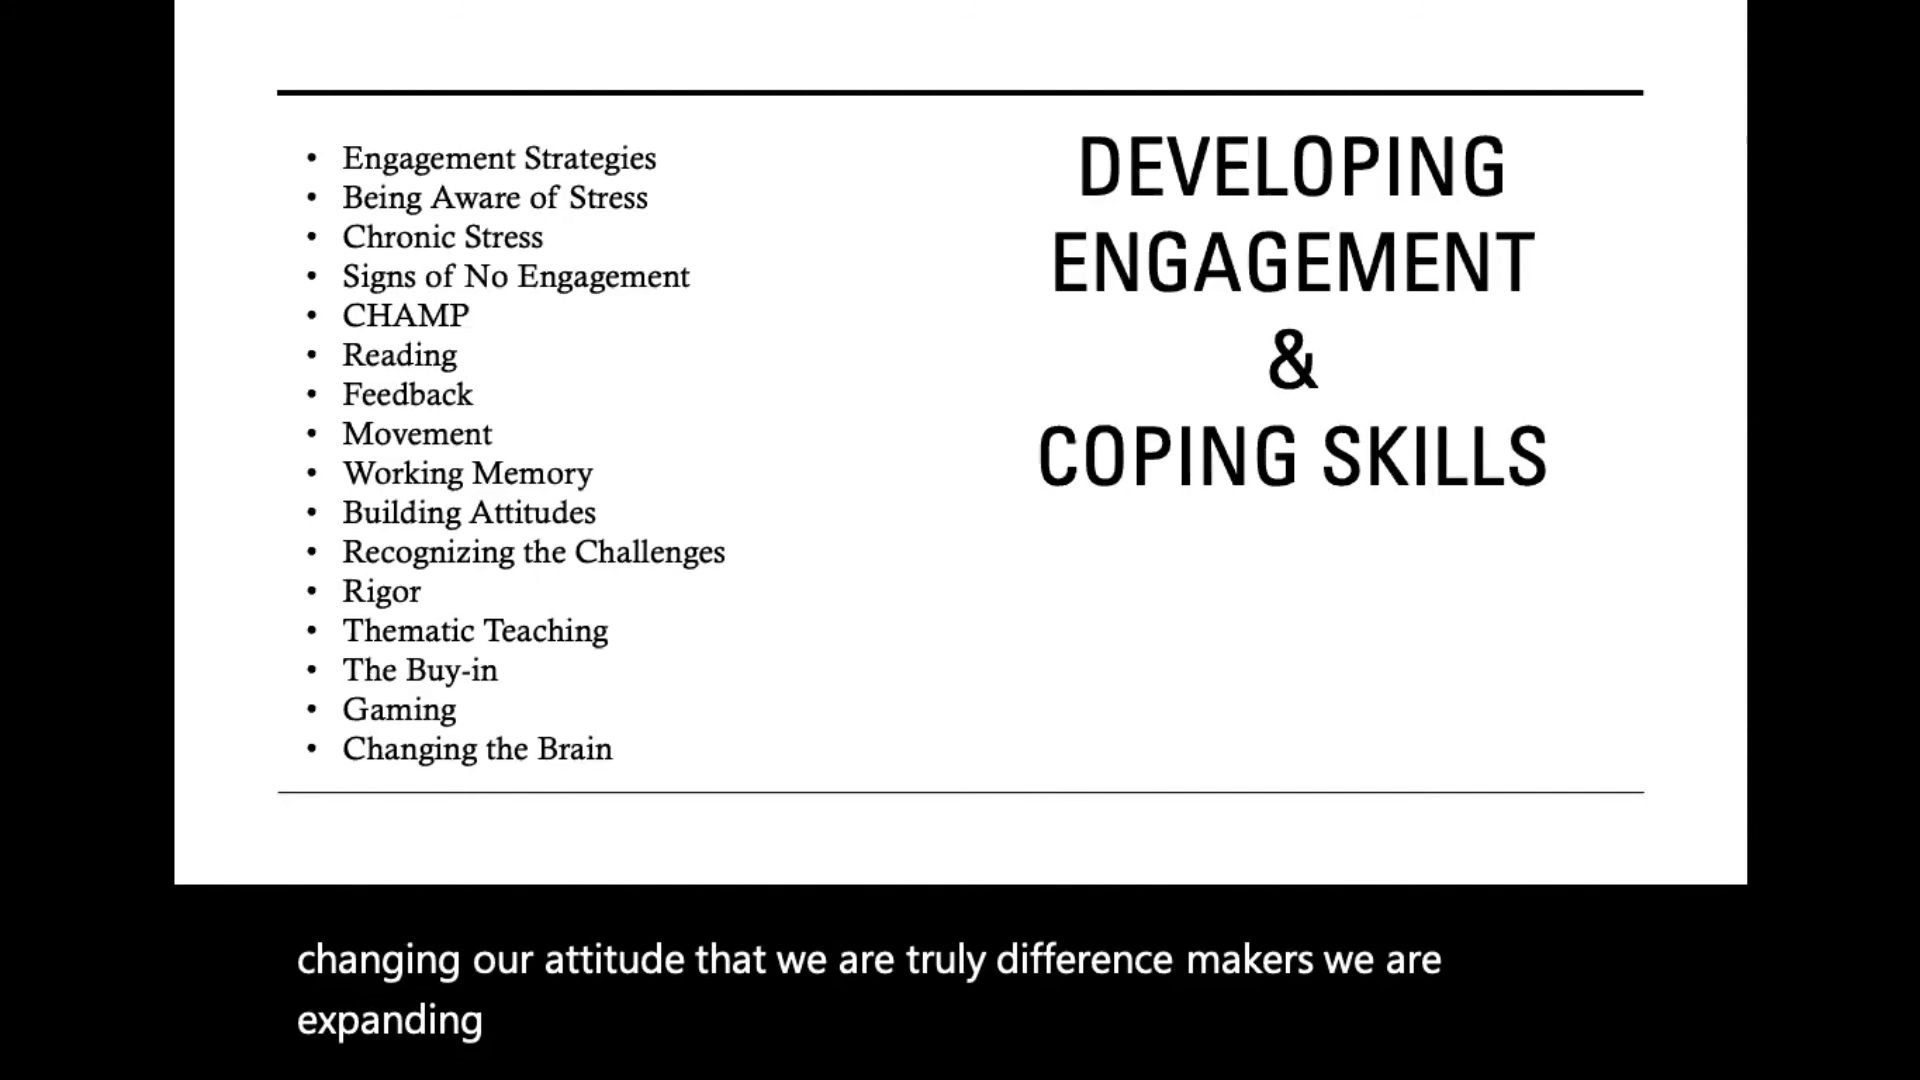 • Engagement Strategies
• Being Aware of Stress
• Chronic Stress
• Signs of No Engagement
• CHAMP
• Reading
• Feedback
• Movement
• Working Memory
• Building Attitudes
• Recognizing the Challenges
• Rigor
• Thematic Teaching
• The Buy-in
• Gaming
• Changing the Brain
DEVELOPING
ENGAGEMENT
&
COPING SKILLS
changing our attitude that we are truly difference makers we are
expanding